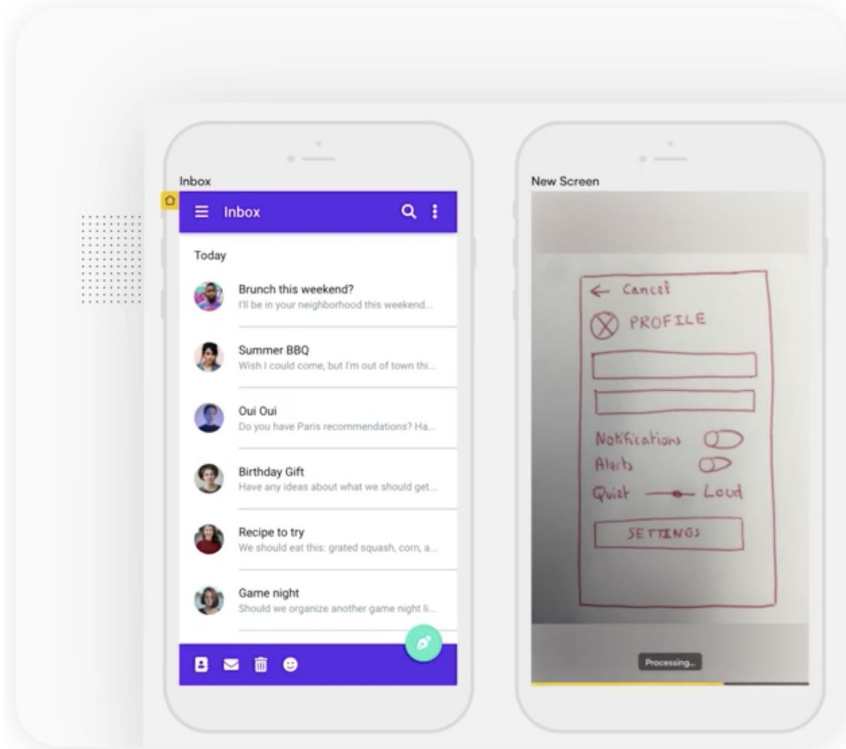 Inbox
Inbox
Today
Brunch this weekend?
I'll be in your neighborhood this weekend...
Summer BBQ
Wish I could come, but I'm out of town thi...
Oui Oui
Do you have Paris recommendations? Ha...
Birthday Gift
Have any ideas about what we should get...
Recipe to try
We should eat this: grated squash, corn, a...
Game night
Should we organize another game night li...
New Screen
← Cancel
PROFILE
Notifications
Alerts
Quiet Loud
SETTINGS
Processing...